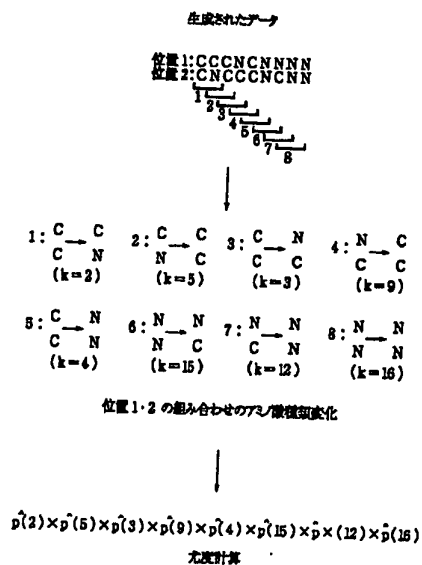 生成されたデータ
位置1:CCCNCNNNN
位置2:CNCCCNCNN
1
2
3
4
5
6
7
8
1: C C → C N (k=2)
2: C N → C C (k=5)
3: C C → N C (k=3)
4: N C → C C (k=9)
5: C C → N N (k=4)
6: N N → N C (k=15)
7: N C → N N (k=12)
8: N N → N N (k=16)
位置1・2の組み合わせのアミノ酸種類変化
p^(2)×p^(5)×p^(3)×p^(9)×p^(4)×p^(15)×p^×(12)×p^(16)
尤度計算